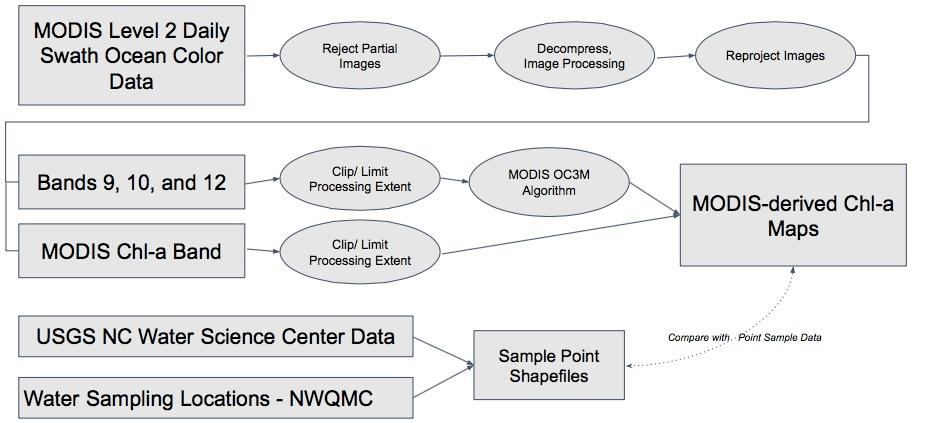 MODIS Level 2 Daily
Swath Ocean Color
Data
Reject Partial
Images
Decompress,
Image Processing
Reproject Images
Bands 9, 10, and 12
Clip/ Limit
Processing Extent
MODIS OC3M
Algorithm
MODIS-derived Chl-a
Maps
MODIS Chl-a Band
Clip/ Limit
Processing Extent
USGS NC Water Science Center Data
Sample Point
Shapefiles
Compare with Point Sample Data
Water Sampling Locations - NWQMC